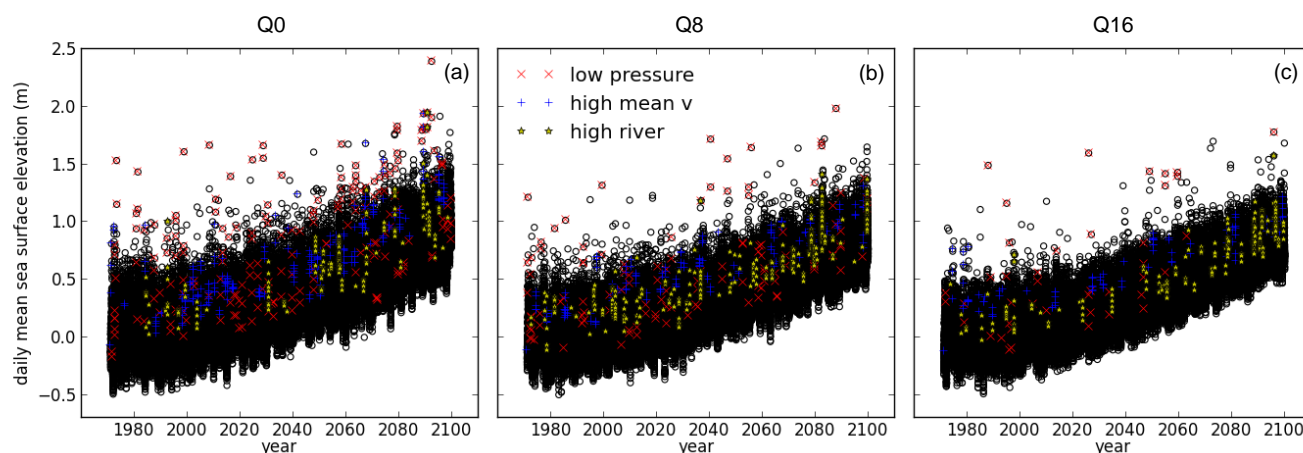 Q0 Q8 Q16
2.5
2.0
1.5
1.0
0.5
0.0
−0.5
daily mean sea surface elevation (m)
(a) (b) (c)
low pressure
high mean v
high river
1980 2000 2020 2040 2060 2080 2100 1980 2000 2020 2040 2060 2080 2100 1980 2000 2020 2040 2060 2080 2100
year year year